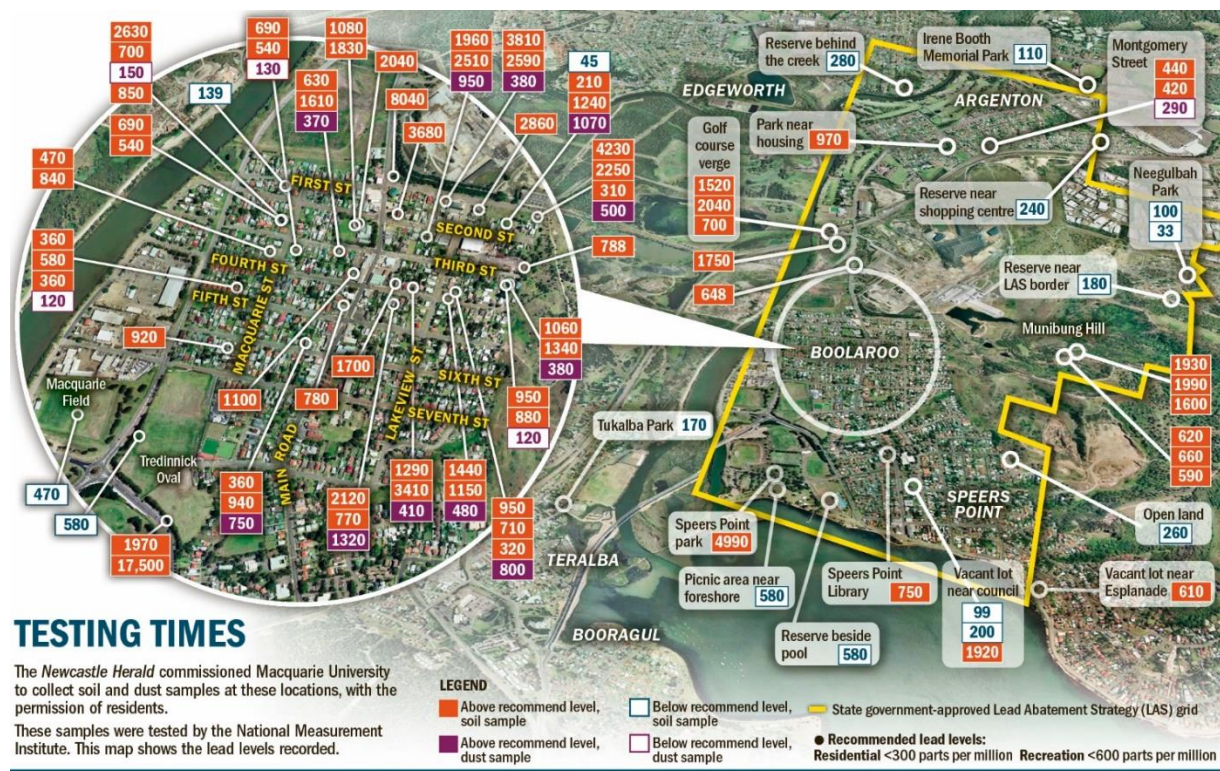 2630
700
150
850
690
540
130
1080
1830
2040
1960
2510
950
3810
2590
380
45
210
1240
1070
139
630
1610
370
8040
3680
2860
690
540
470
840
4230
2250
310
500
360
580
360
120
788
920
1060
1340
380
1700
1100
780
950
880
120
470
580
1970
17,500
360
940
750
2120
770
1320
1290
3410
410
1440
1150
480
950
710
320
800
FIRST ST
SECOND ST
THIRD ST
FOURTH ST
FIFTH ST
MACQUARIE ST
SIXTH ST
SEVENTH ST
LAKEVIEW ST
MAIN ROAD
Macquarie
Field
Tredinnick
Oval
EDGEWORTH
Reserve behind
the creek 280
Irene Booth
Memorial Park 110
ARGENTON
Montgomery
Street
440
420
290
Park near
housing 970
Golf
course
verge
1520
2040
700
1750
648
Reserve near
shopping centre 240
Neegulbah
Park
100
33
Reserve near
LAS border 180
Munibung Hill
1930
1990
1600
620
660
590
BOOLAROO
Tukalba Park 170
SPEERS
POINT
Open land
260
Speers Point
park 4990
TERALBA
Picnic area near
foreshore 580
Speers Point
Library 750
Vacant lot
near council
99
200
1920
Vacant lot near
Esplanade 610
Reserve beside
pool 580
BOORAGUL
TESTING TIMES
The Newcastle Herald commissioned Macquarie University
to collect soil and dust samples at these locations, with the
permission of residents.
These samples were tested by the National Measurement
Institute. This map shows the lead levels recorded.
LEGEND
Above recommend level,
soil sample
Below recommend level,
soil sample
Above recommend level,
dust sample
Below recommend level,
dust sample
State government-approved Lead Abatement Strategy (LAS) grid
Recommended lead levels:
Residential <300 parts per million Recreation <600 parts per million